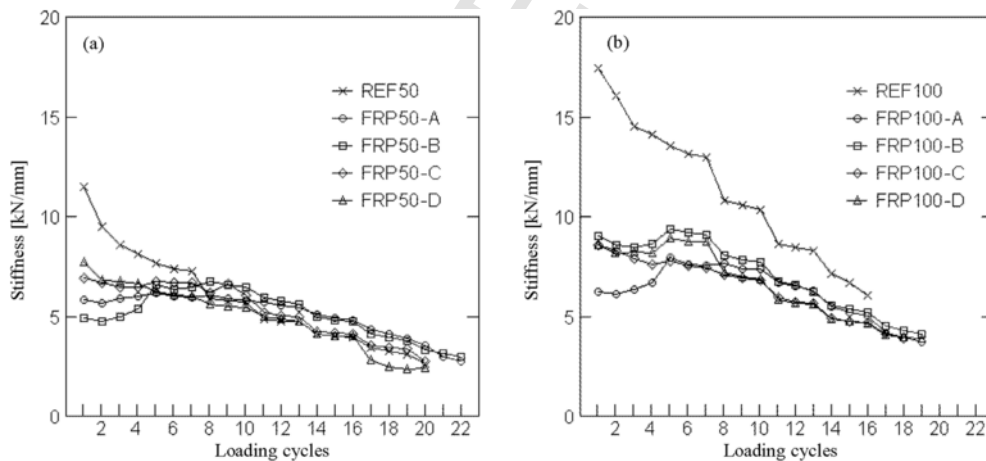 (a)
REF50
FRP50-A
FRP50-B
FRP50-C
FRP50-D
Stiffness [kN/mm]
20
15
10
5
0
2 4 6 8 10 12 14 16 18 20 22
Loading cycles
(b)
REF100
FRP100-A
FRP100-B
FRP100-C
FRP100-D
Stiffness [kN/mm]
20
15
10
5
0
2 4 6 8 10 12 14 16 18 20 22
Loading cycles